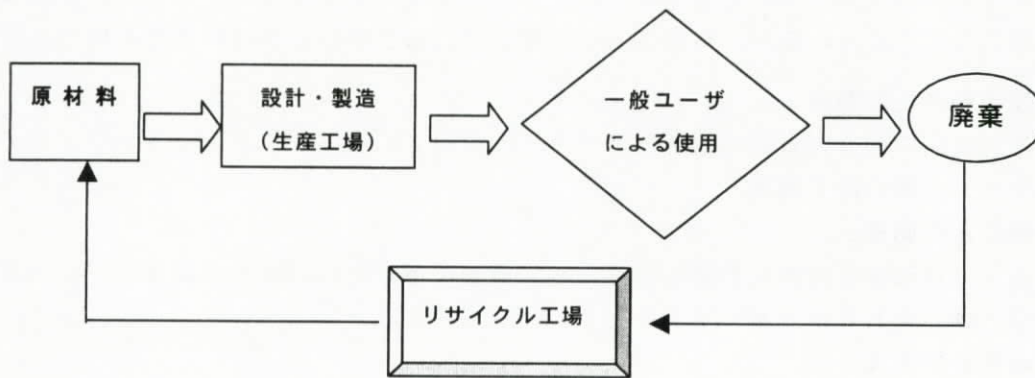 原材料
設計・製造
(生産工場)
一般ユーザ
による使用
廃棄
リサイクル工場